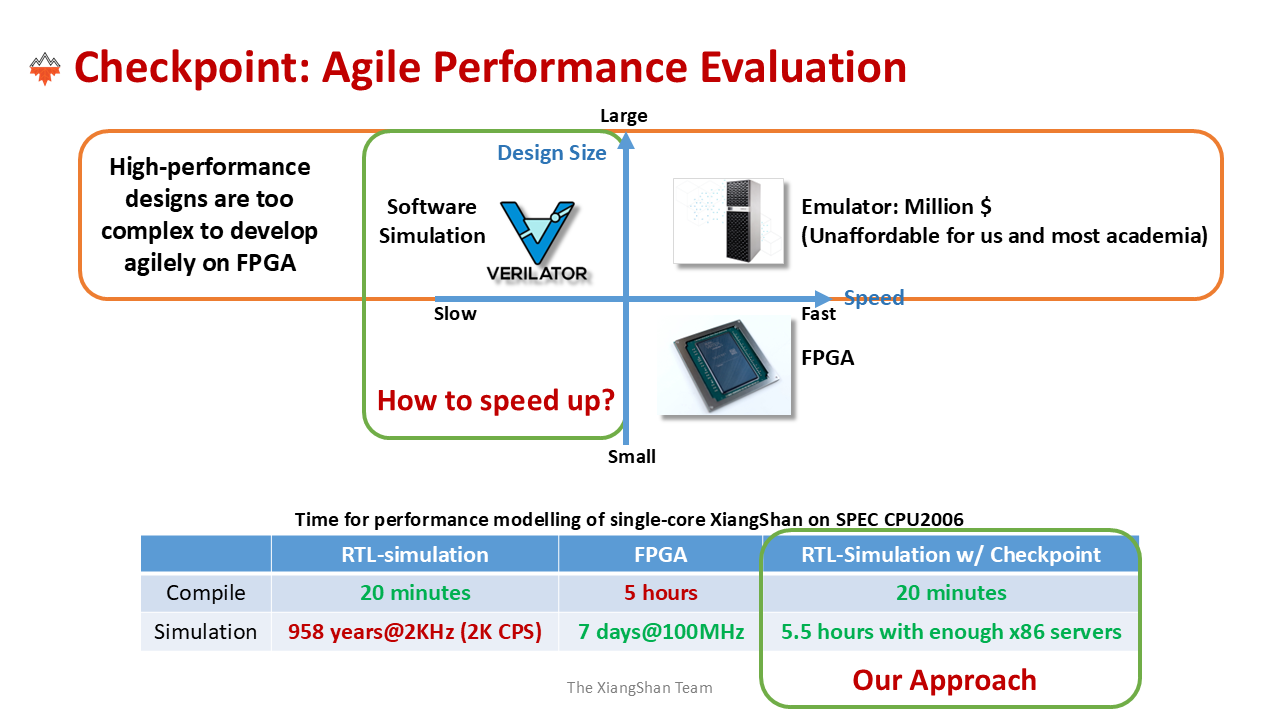 Checkpoint: Agile Performance Evaluation
Large
High-performance
designs are too
complex to develop
agilely on FPGA
Design Size
Software
Simulation
VERILATOR
Emulator: Million $
(Unaffordable for us and most academia)
Speed
Slow
Fast
FPGA
How to speed up?
Small
Time for performance modelling of single-core XiangShan on SPEC CPU2006
RTL-simulation FPGA RTL-Simulation w/ Checkpoint
Compile 20 minutes 5 hours 20 minutes
Simulation 958 years@2KHz (2K CPS) 7 days@100MHz 5.5 hours with enough x86 servers
Our Approach
The XiangShan Team